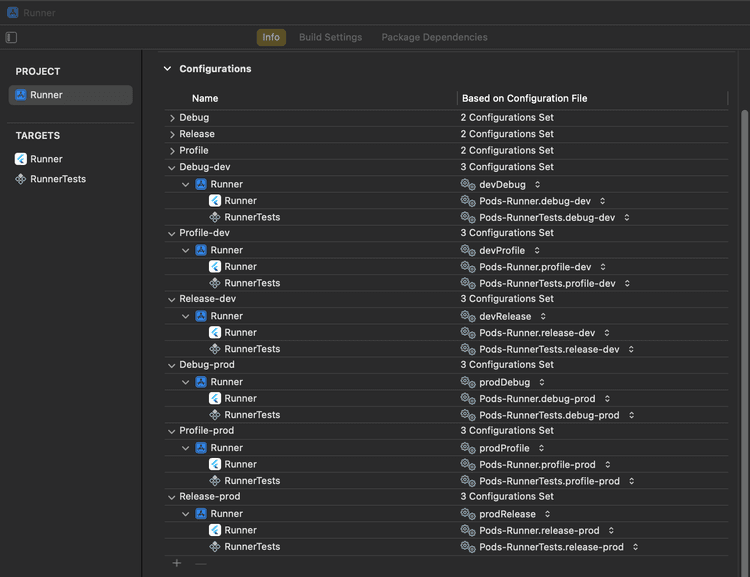 Runner
Info Build Settings Package Dependencies
PROJECT
Runner
TARGETS
Runner
RunnerTests
Configurations
Name Based on Configuration File
Debug 2 Configurations Set
Release 2 Configurations Set
Profile 2 Configurations Set
Debug-dev 3 Configurations Set
Runner devDebug
Runner Pods-Runner.debug-dev
RunnerTests Pods-RunnerTests.debug-dev
Profile-dev 3 Configurations Set
Runner devProfile
Runner Pods-Runner.profile-dev
RunnerTests Pods-RunnerTests.profile-dev
Release-dev 3 Configurations Set
Runner devRelease
Runner Pods-Runner.release-dev
RunnerTests Pods-RunnerTests.release-dev
Debug-prod 3 Configurations Set
Runner prodDebug
Runner Pods-Runner.debug-prod
RunnerTests Pods-RunnerTests.debug-prod
Profile-prod 3 Configurations Set
Runner prodProfile
Runner Pods-Runner.profile-prod
RunnerTests Pods-RunnerTests.profile-prod
Release-prod 3 Configurations Set
Runner prodRelease
Runner Pods-Runner.release-prod
RunnerTests Pods-RunnerTests.release-prod